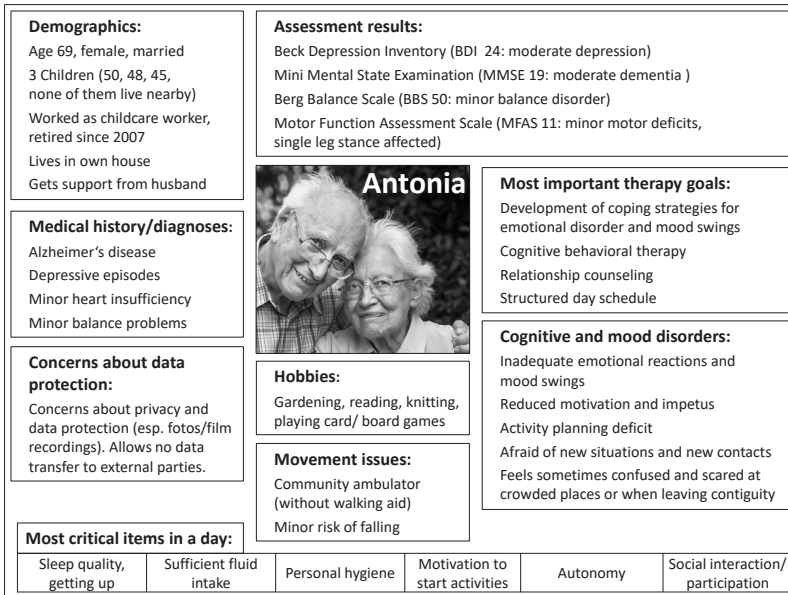 Demographics:
Age 69, female, married
3 Children (50, 48, 45,
none of them live nearby)
Worked as childcare worker,
retired since 2007
Lives in own house
Gets support from husband
Assessment results:
Beck Depression Inventory (BDI 24: moderate depression)
Mini Mental State Examination (MMSE 19: moderate dementia )
Berg Balance Scale (BBS 50: minor balance disorder)
Motor Function Assessment Scale (MFAS 11: minor motor deficits,
single leg stance affected)
Medical history/diagnoses:
Alzheimer‘s disease
Depressive episodes
Minor heart insufficiency
Minor balance problems
Antonia
Most important therapy goals:
Development of coping strategies for
emotional disorder and mood swings
Cognitive behavioral therapy
Relationship counseling
Structured day schedule
Concerns about data
protection:
Concerns about privacy and
data protection (esp. fotos/film
recordings). Allows no data
transfer to external parties.
Hobbies:
Gardening, reading, knitting,
playing card/ board games
Movement issues:
Community ambulator
(without walking aid)
Minor risk of falling
Cognitive and mood disorders:
Inadequate emotional reactions and
mood swings
Reduced motivation and impetus
Activity planning deficit
Afraid of new situations and new contacts
Feels sometimes confused and scared at
crowded places or when leaving contiguity
Most critical items in a day:
Sleep quality,
getting up
Sufficient fluid
intake
Personal hygiene
Motivation to
start activities
Autonomy
Social interaction/
participation